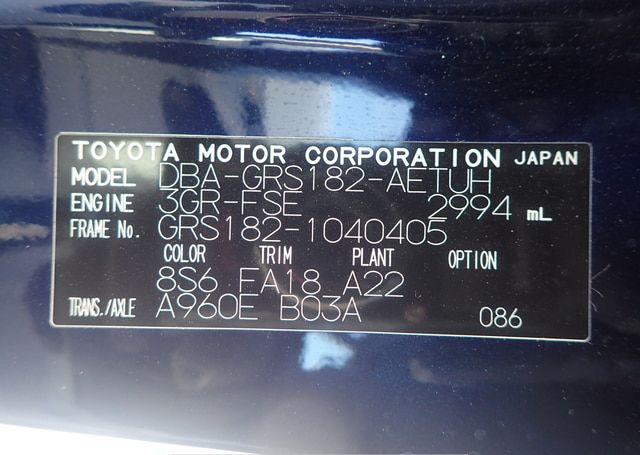 TOYOTA MOTOR CORPORATION JAPAN
MODEL DBA-GRS182-AETUH
ENGINE 3GR-FSE 2994 mL
FRAME No. GRS182-1040405
COLOR TRIM PLANT OPTION
8S6 FA18 A22
TRANS./AXLE A960E B03A 086